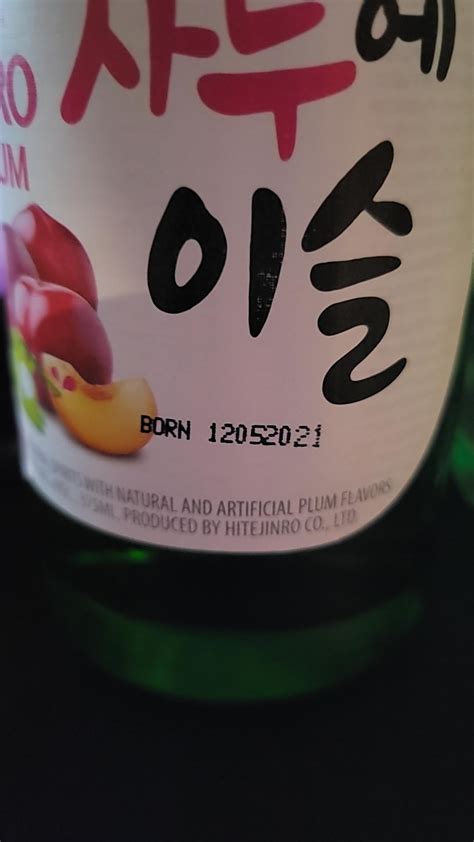 RO 자두에
UM
이슬
BORN 12052021
SPIRITS WITH NATURAL AND ARTIFICIAL PLUM FLAVORS
375ML. PRODUCED BY HITEJINRO CO., LTD.